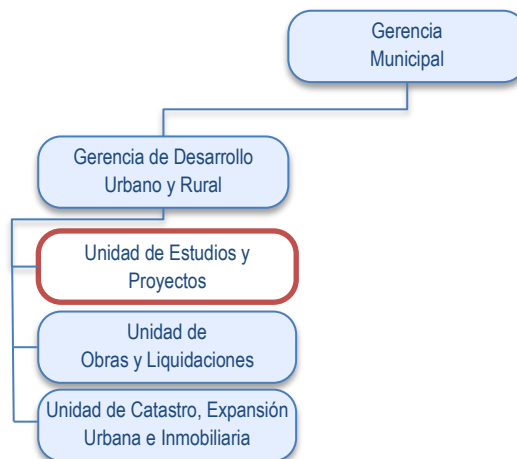 Gerencia
Municipal
Gerencia de Desarrollo
Urbano y Rural
Unidad de Estudios y
Proyectos
Unidad de
Obras y Liquidaciones
Unidad de Catastro, Expansión
Urbana e Inmobiliaria